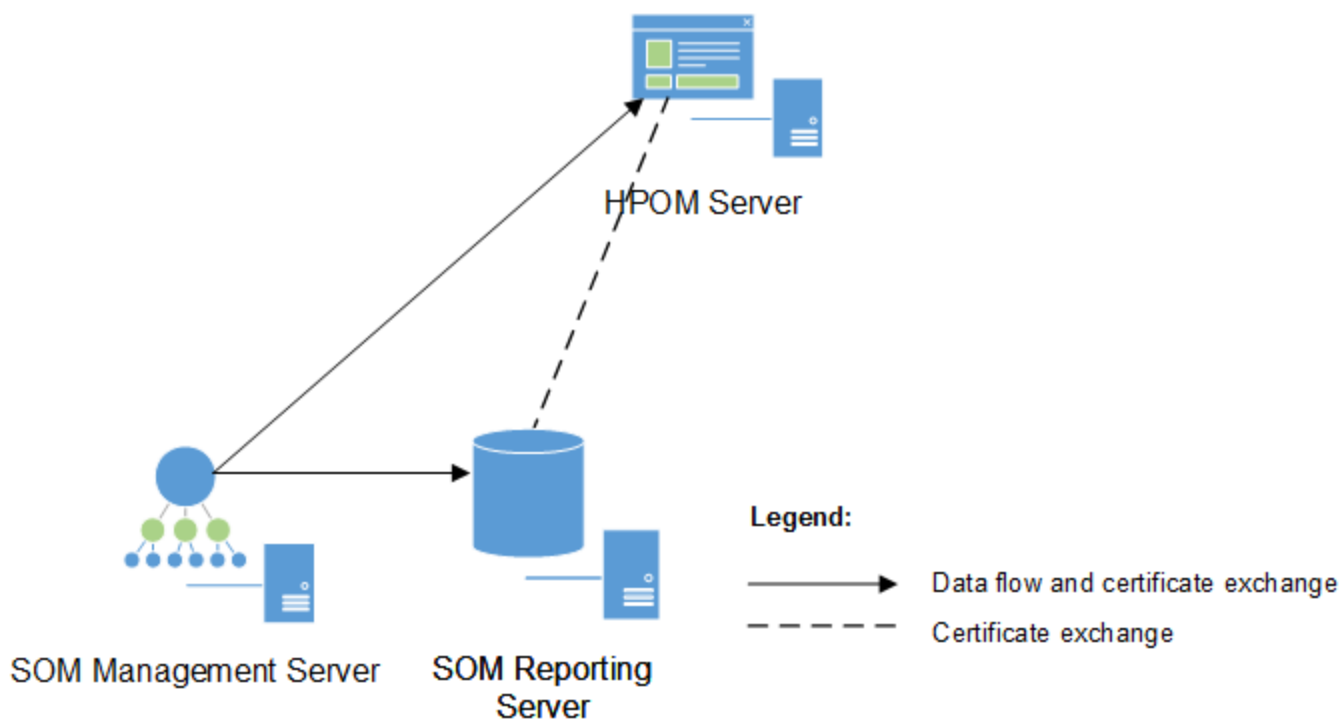 HPOM Server
Legend:
Data flow and certificate exchange
Certificate exchange
SOM Management Server
SOM Reporting
Server